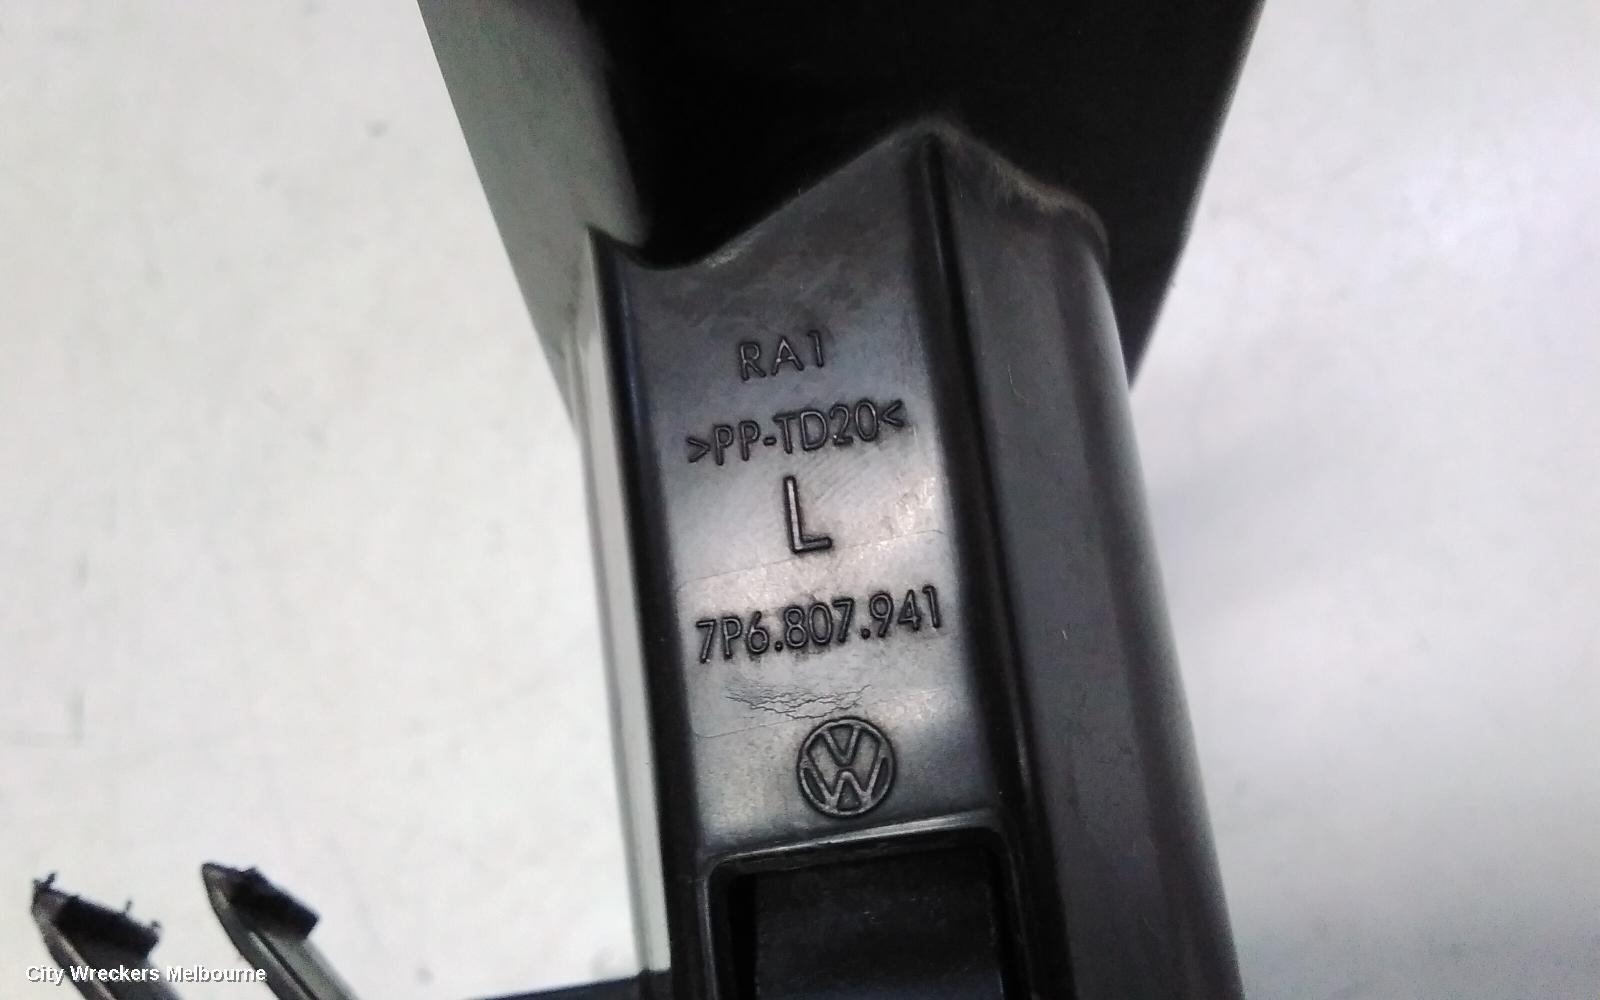 RA1
>PP-TD20<
L
7P6.807.941
VW
City Wreckers Melbourne